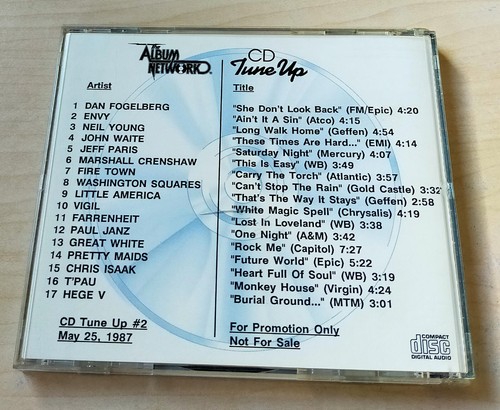 The ALBUM NETWORK
CD Tune Up
Artist
1 DAN FOGELBERG
2 ENVY
3 NEIL YOUNG
4 JOHN WAITE
5 JEFF PARIS
6 MARSHALL CRENSHAW
7 FIRE TOWN
8 WASHINGTON SQUARES
9 LITTLE AMERICA
10 VIGIL
11 FARRENHEIT
12 PAUL JANZ
13 GREAT WHITE
14 PRETTY MAIDS
15 CHRIS ISAAK
16 T'PAU
17 HEGE V
CD Tune Up #2
May 25, 1987
Title
"She Don't Look Back" (FM/Epic) 4:20
"Ain't It A Sin" (Atco) 4:15
"Long Walk Home" (Geffen) 4:54
"These Times Are Hard..." (EMI) 4:14
"Saturday Night" (Mercury) 4:07
"This Is Easy" (WB) 3:49
"Carry The Torch" (Atlantic) 3:57
"Can't Stop The Rain" (Gold Castle) 3:32
"That's The Way It Stays" (Geffen) 2:58
"White Magic Spell" (Chrysalis) 4:19
"Lost In Loveland" (WB) 3:38
"One Night" (A&M) 3:42
"Rock Me" (Capitol) 7:27
"Future World" (Epic) 5:22
"Heart Full Of Soul" (WB) 3:19
"Monkey House" (Virgin) 4:24
"Burial Ground..." (MTM) 3:01
For Promotion Only
Not For Sale
COMPACT
disc
DIGITAL AUDIO